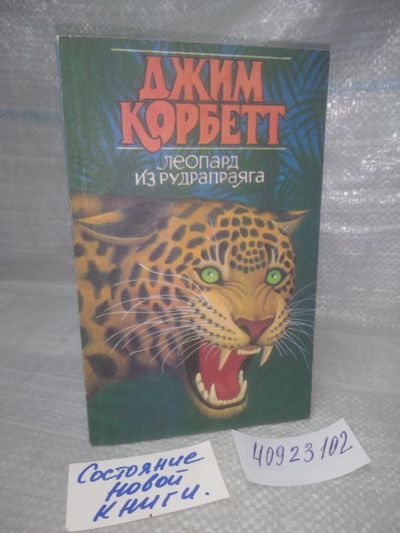 ДЖИМ
КОРБЕТТ
ЛЕОПАРД
ИЗ РУДРАПРАЯГА
Состояние
новой
книги.
40923102